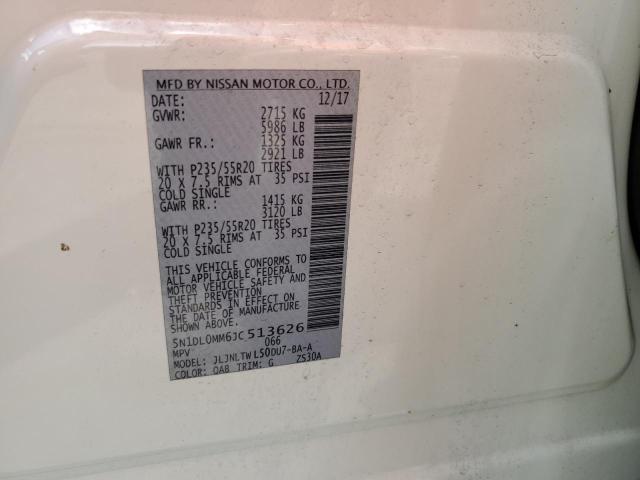 MFD BY NISSAN MOTOR CO., LTD.
DATE: 12/17
GVWR: 2715 KG
5986 LB
GAWR FR.: 1325 KG
2921 LB
WITH P235/55R20 TIRES
20 X 7.5 RIMS AT 35 PSI
COLD SINGLE
GAWR RR.: 1415 KG
3120 LB
WITH P235/55R20 TIRES
20 X 7.5 RIMS AT 35 PSI
COLD SINGLE
THIS VEHICLE CONFORMS TO
ALL APPLICABLE FEDERAL
MOTOR VEHICLE SAFETY AND
THEFT PREVENTION
STANDARDS IN EFFECT ON
THE DATE OF MANUFACTURE
SHOWN ABOVE.
5N1DL0MM6JC513626
MPV 066
MODEL: JLJNLTWL50DU7-BA-A
COLOR: QAB TRIM: G ZS30A